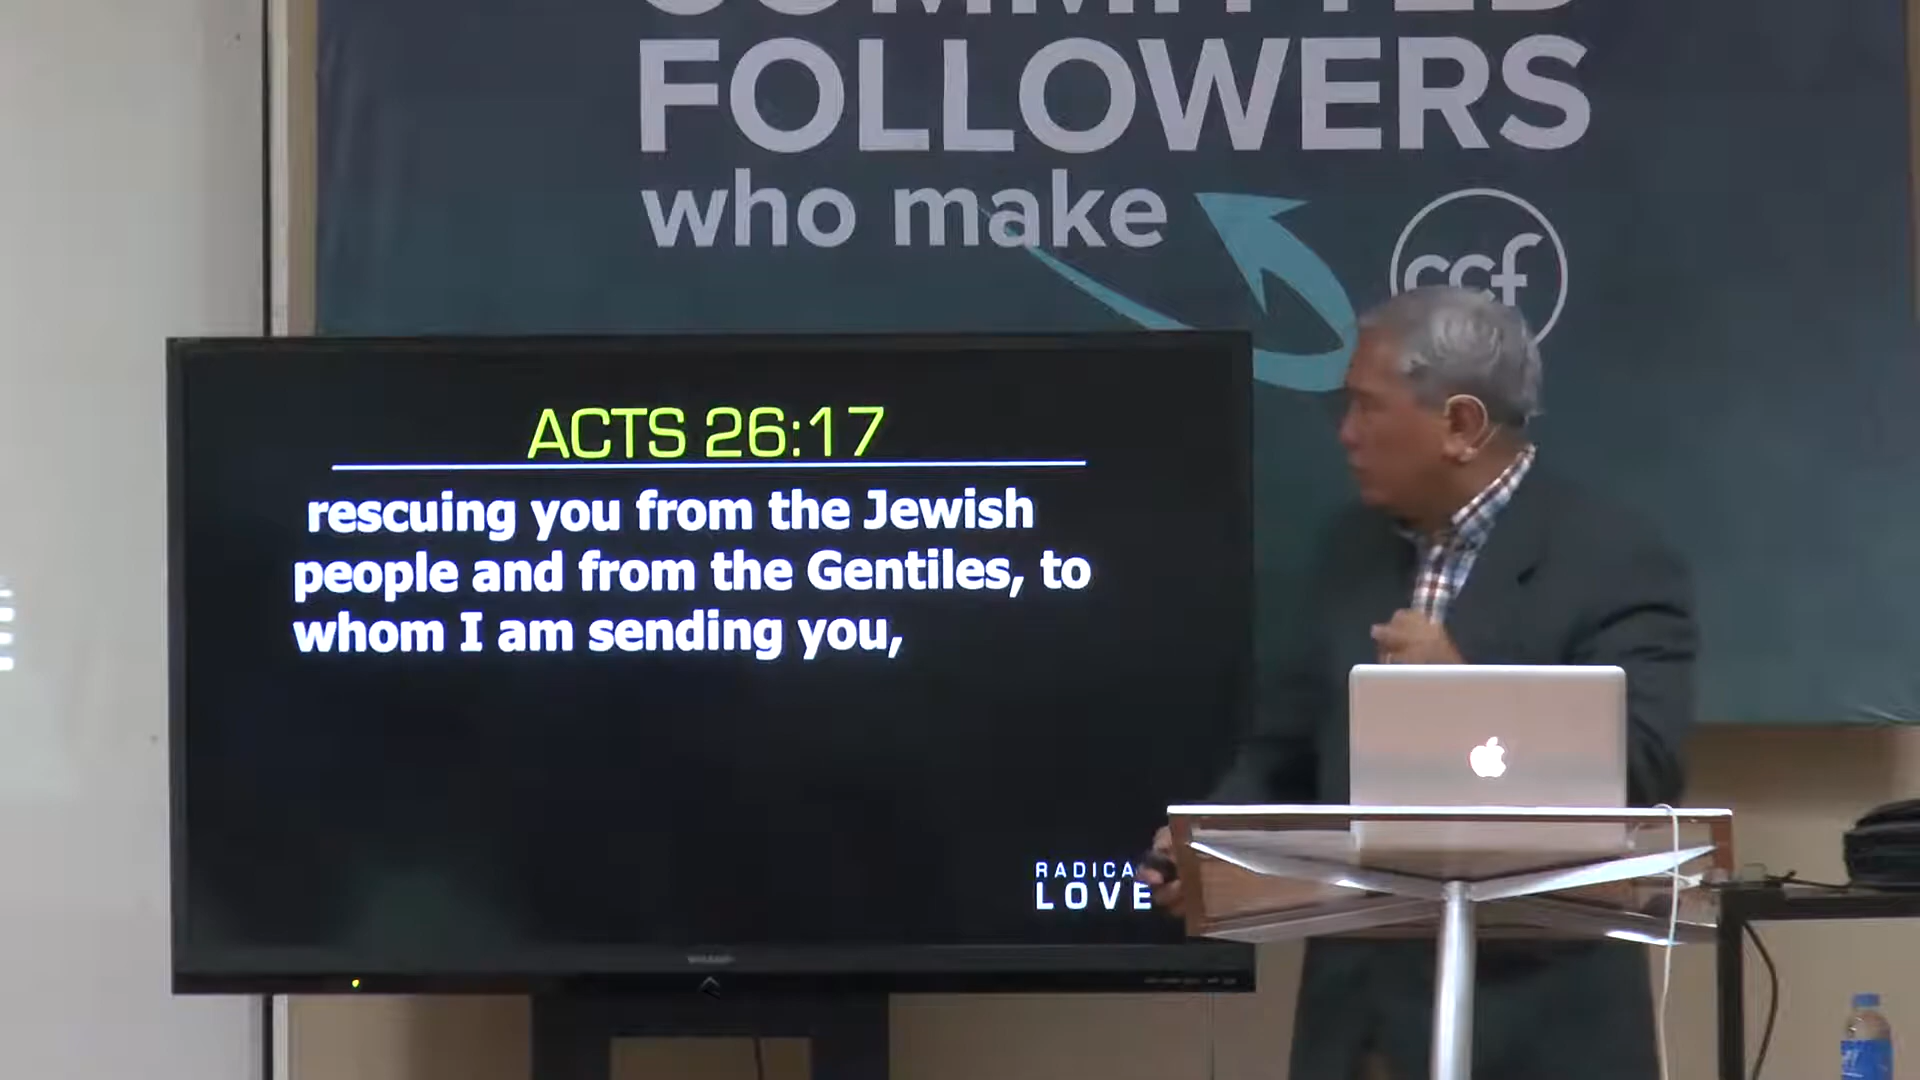 COMMITTED
FOLLOWERS
who make
ccf
ACTS 26:17
rescuing you from the Jewish
people and from the Gentiles, to
whom I am sending you,
LOVE